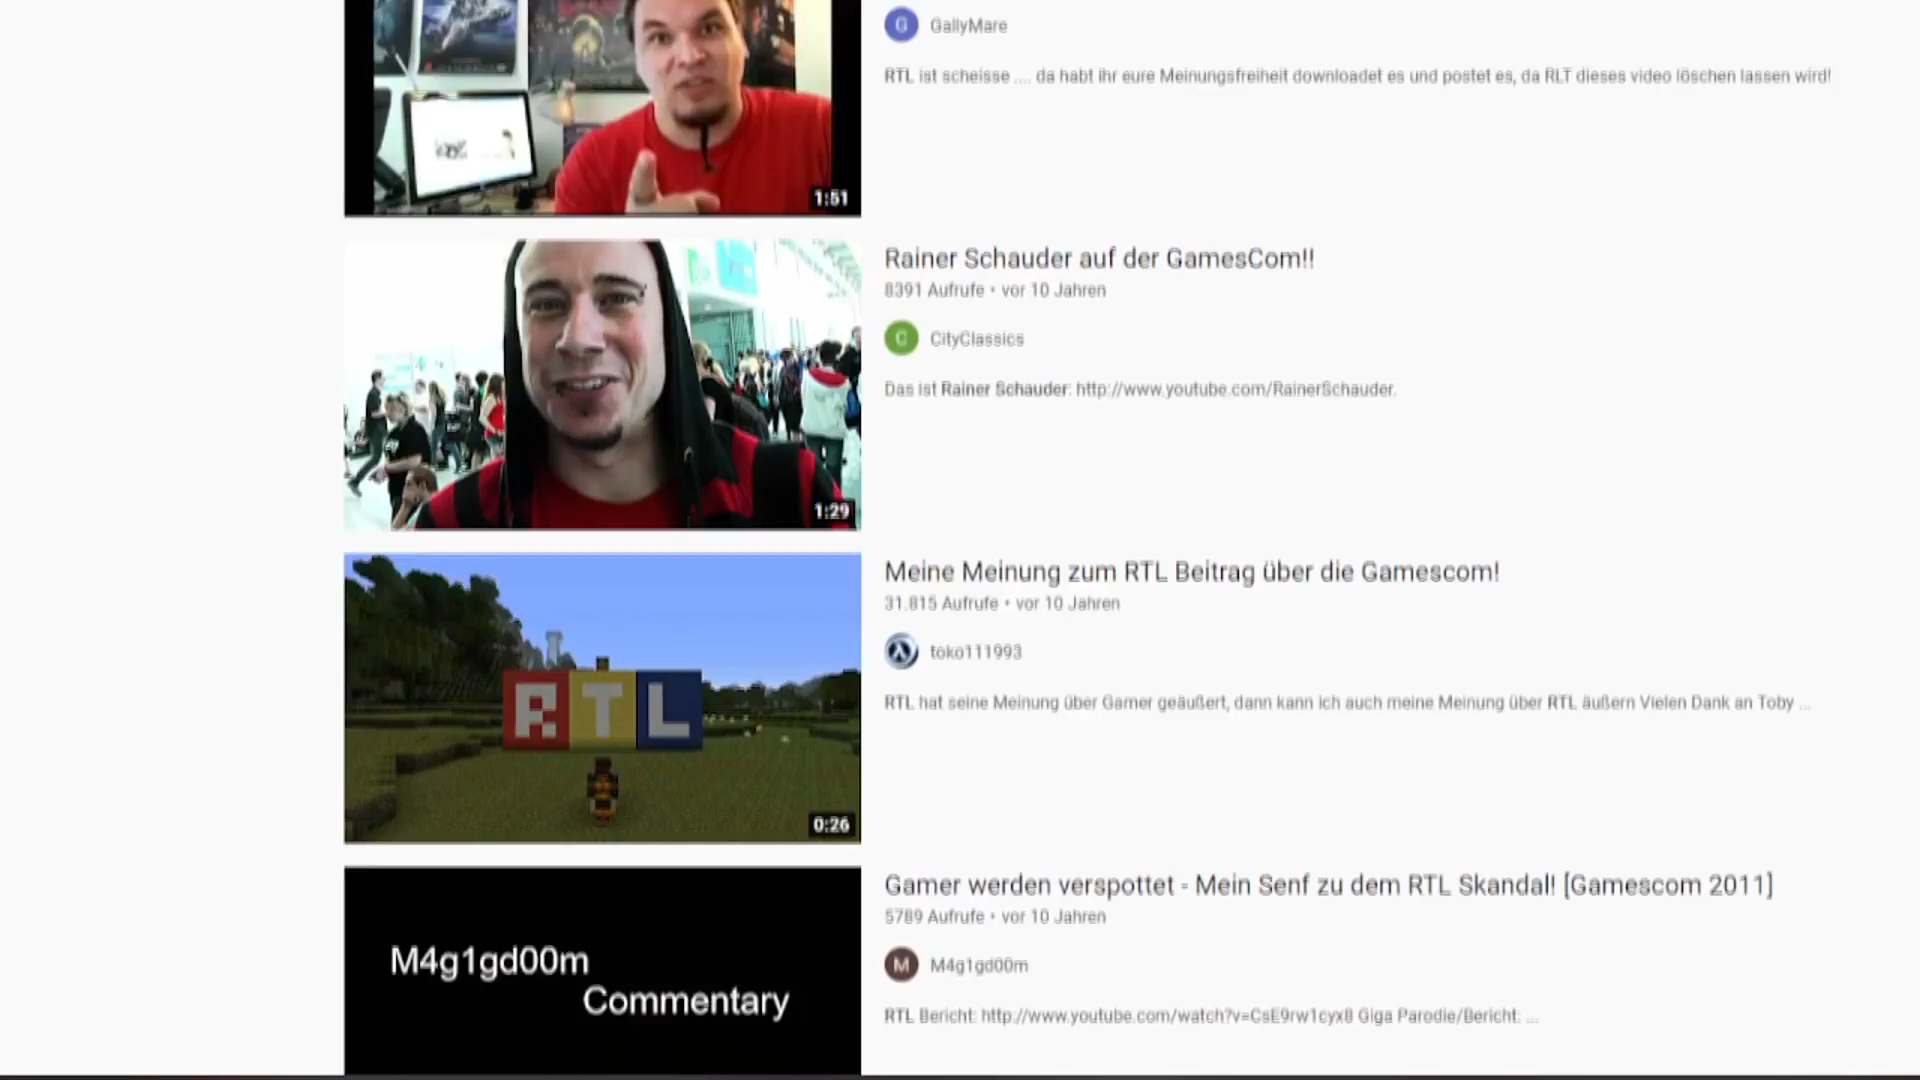 G GallyMare
RTL ist scheisse .... da habt ihr eure Meinungsfreiheit downloadet es und postet es, da RLT dieses video löschen lassen wird!
1:51
Rainer Schauder auf der GamesCom!!
8391 Aufrufe • vor 10 Jahren
C CityClassics
Das ist Rainer Schauder: http://www.youtube.com/RainerSchauder.
1:29
Meine Meinung zum RTL Beitrag über die Gamescom!
31.815 Aufrufe • vor 10 Jahren
toko111993
RTL hat seine Meinung über Gamer geäußert, dann kann ich auch meine Meinung über RTL äußern Vielen Dank an Toby ...
RTL
0:26
Gamer werden verspottet - Mein Senf zu dem RTL Skandal! [Gamescom 2011]
5789 Aufrufe • vor 10 Jahren
M M4g1gd00m
RTL Bericht: http://www.youtube.com/watch?v=CsE9rw1cyx8 Giga Parodie/Bericht: ...
M4g1gd00m
Commentary